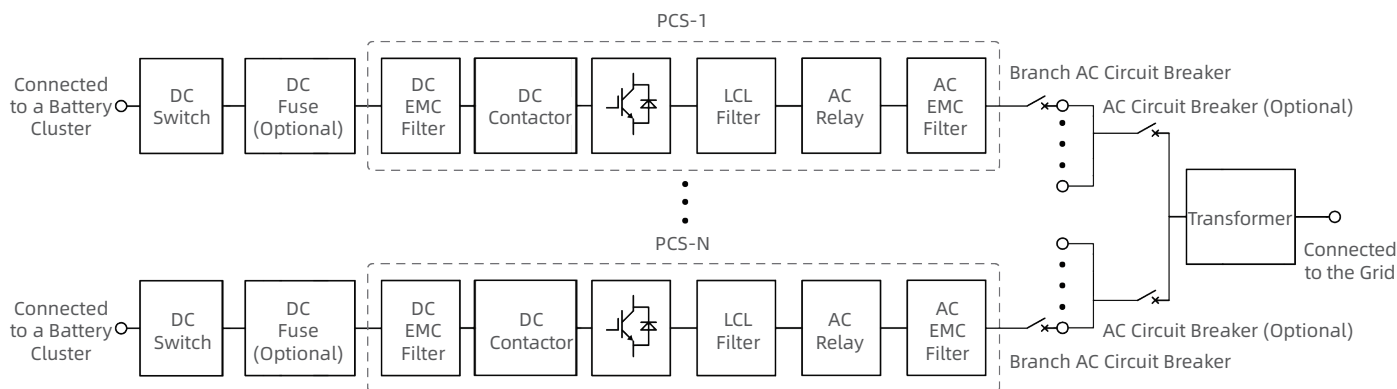 PCS-1
Connected
to a Battery
Cluster
DC
Switch
DC
Fuse
(Optional)
DC
EMC
Filter
DC
Contactor
LCL
Filter
AC
Relay
AC
EMC
Filter
Branch AC Circuit Breaker
AC Circuit Breaker (Optional)
Transformer
Connected
to the Grid
PCS-N
Connected
to a Battery
Cluster
DC
Switch
DC
Fuse
(Optional)
DC
EMC
Filter
DC
Contactor
LCL
Filter
AC
Relay
AC
EMC
Filter
AC Circuit Breaker (Optional)
Branch AC Circuit Breaker